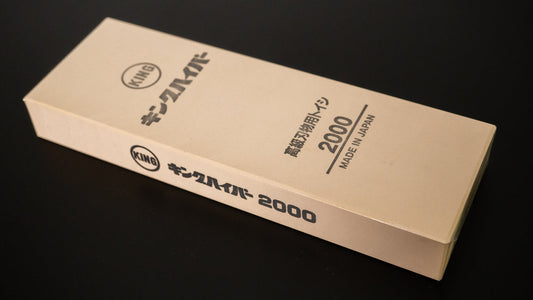 KING
キングハイパー
高級刃物用トイシ
2000
MADE IN JAPAN
KING
キングハイパー 2000